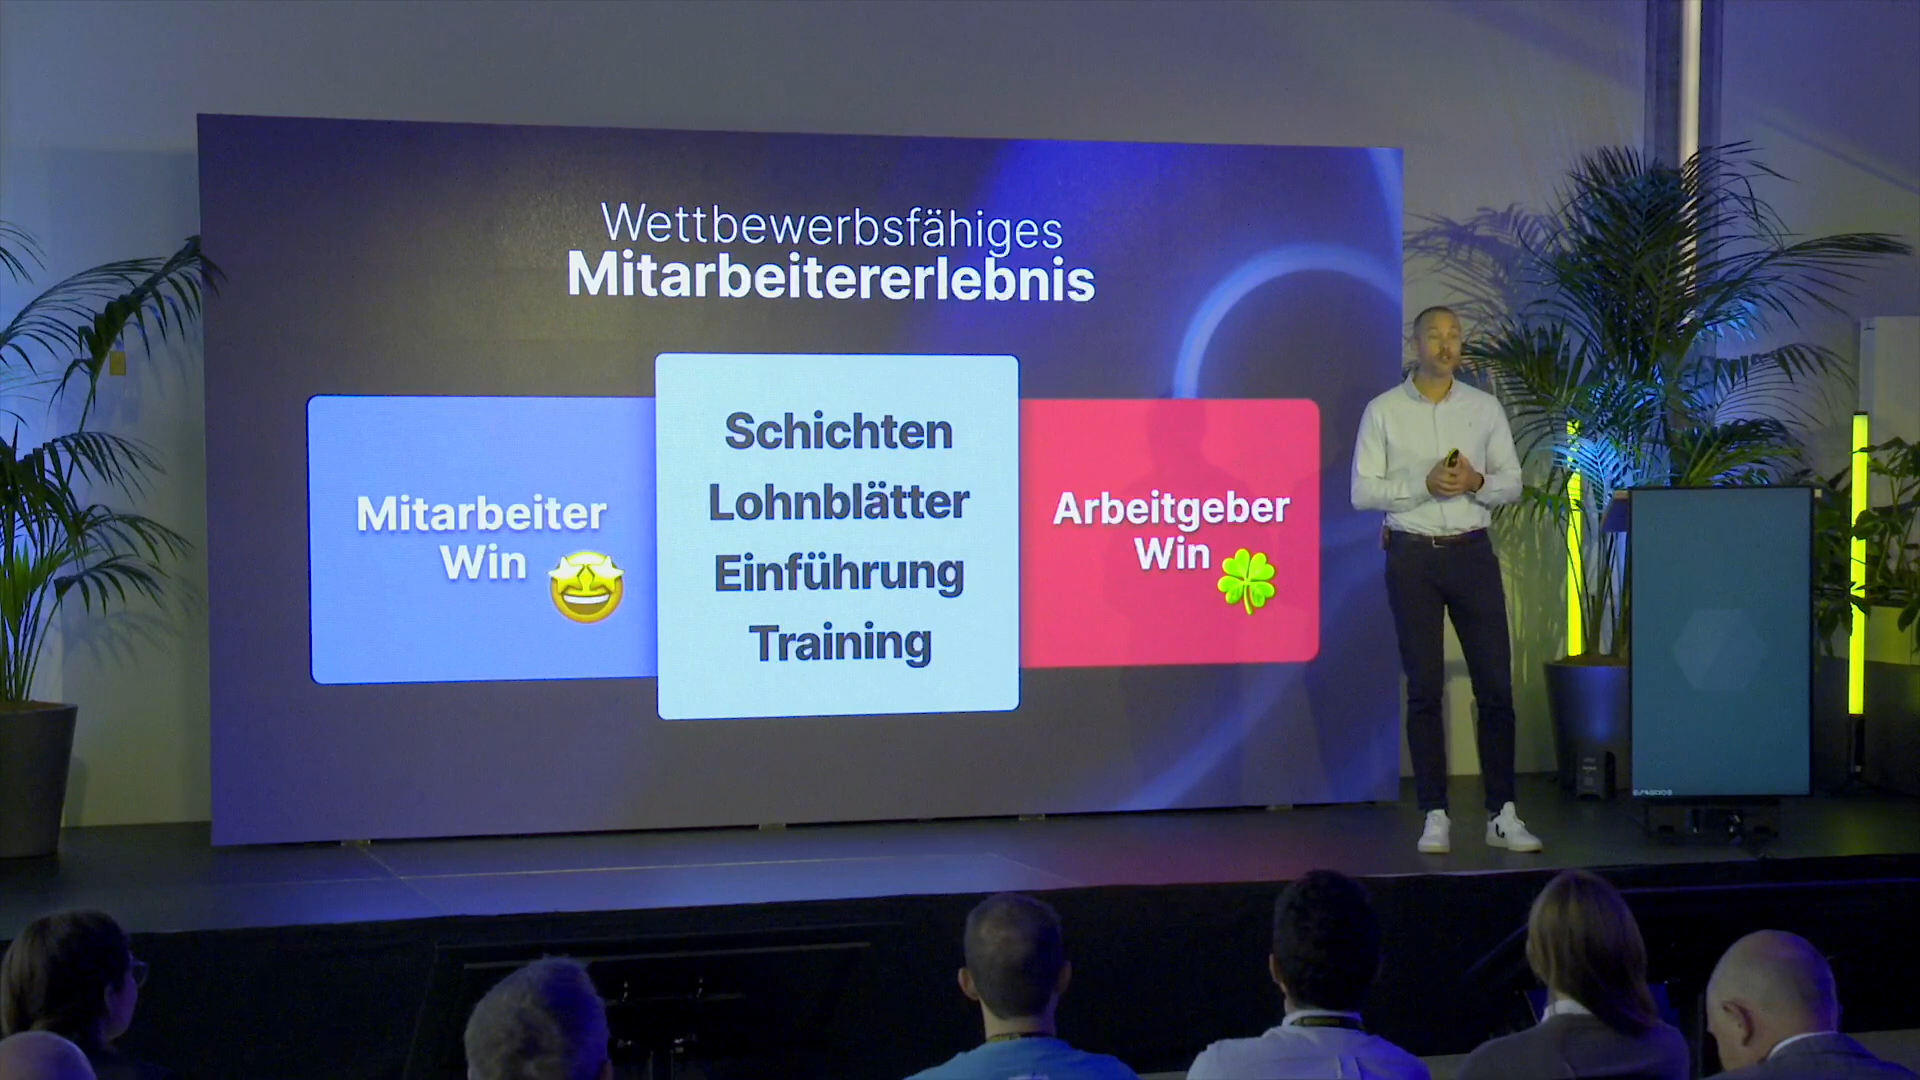 Wettbewerbsfähiges
Mitarbeitererlebnis
Mitarbeiter
Win
Schichten
Lohnblätter
Einführung
Training
Arbeitgeber
Win